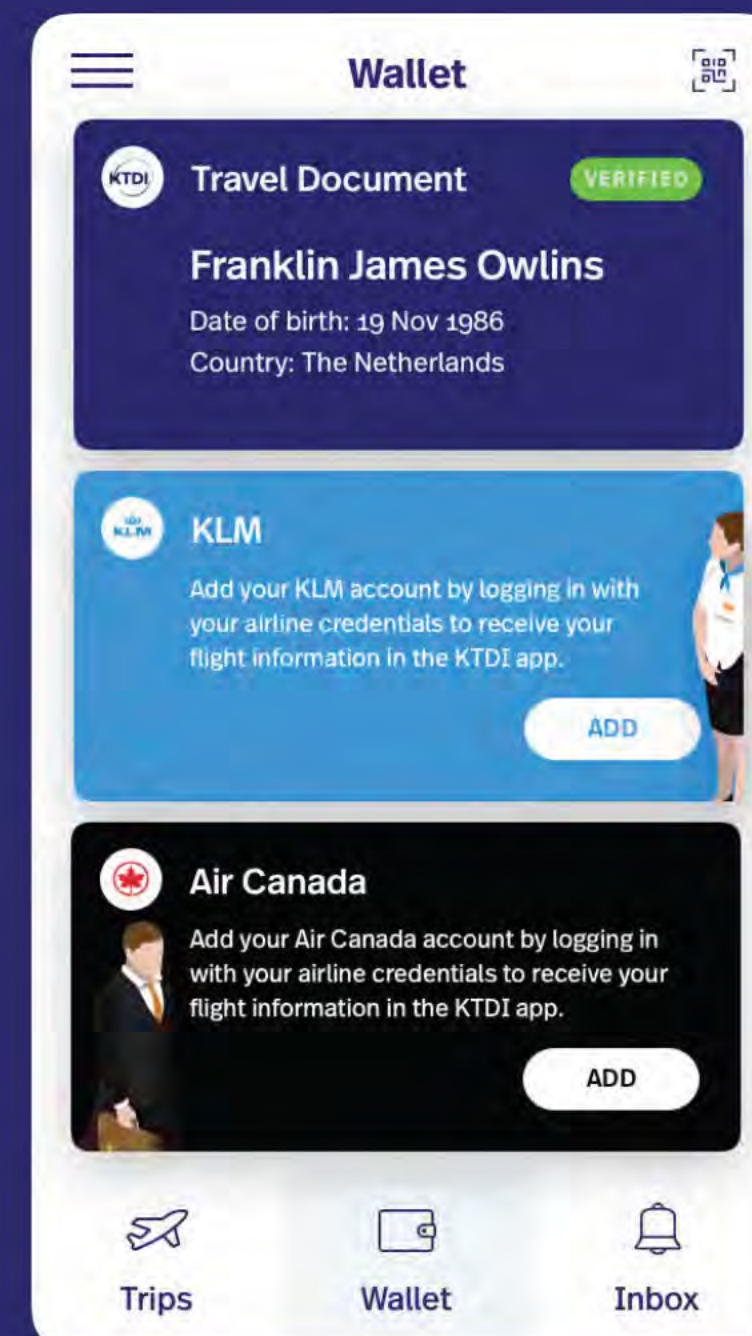 Wallet
KTDI
Travel Document
VERIFIED
Franklin James Owlins
Date of birth: 19 Nov 1986
Country: The Netherlands
KLM
KLM
Add your KLM account by logging in with
your airline credentials to receive your
flight information in the KTDI app.
ADD
Air Canada
Add your Air Canada account by logging in
with your airline credentials to receive your
flight information in the KTDI app.
ADD
Trips
Wallet
Inbox